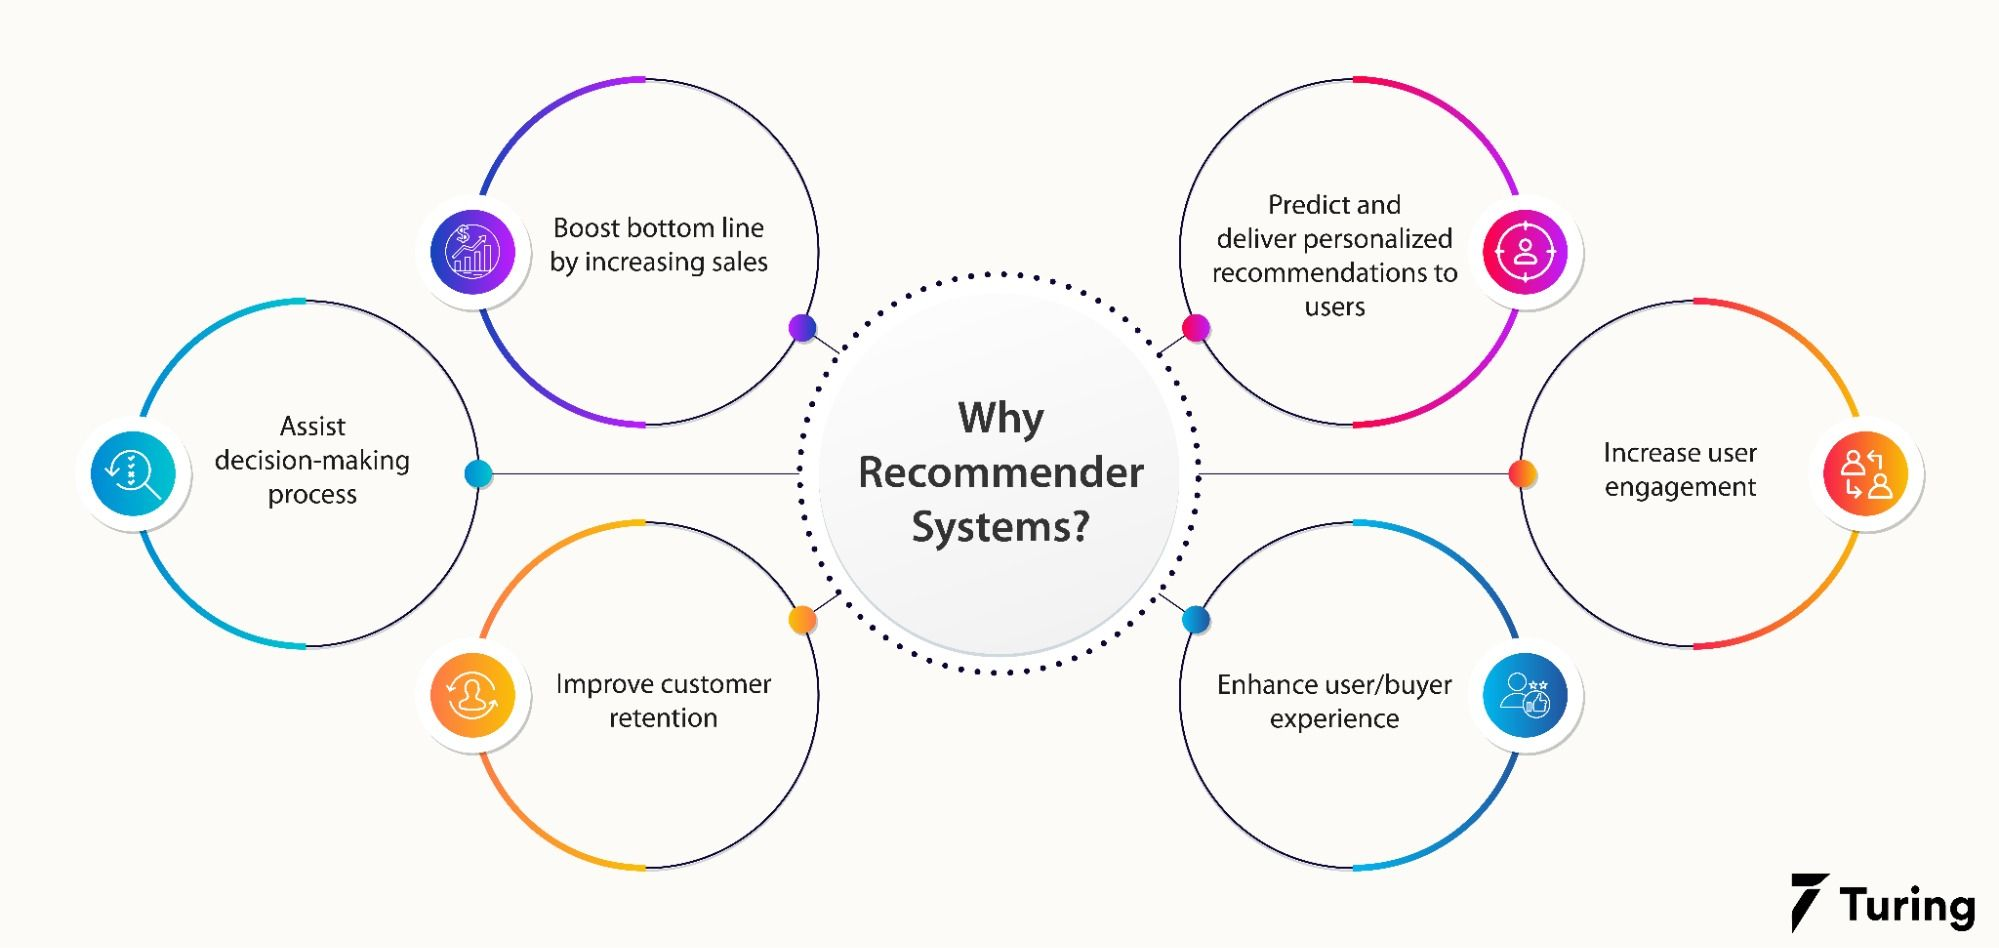 Boost bottom line
by increasing sales
Predict and
deliver personalized
recommendations to
users
Assist
decision-making
process
Why
Recommender
Systems?
Increase user
engagement
Improve customer
retention
Enhance user/buyer
experience
Turing